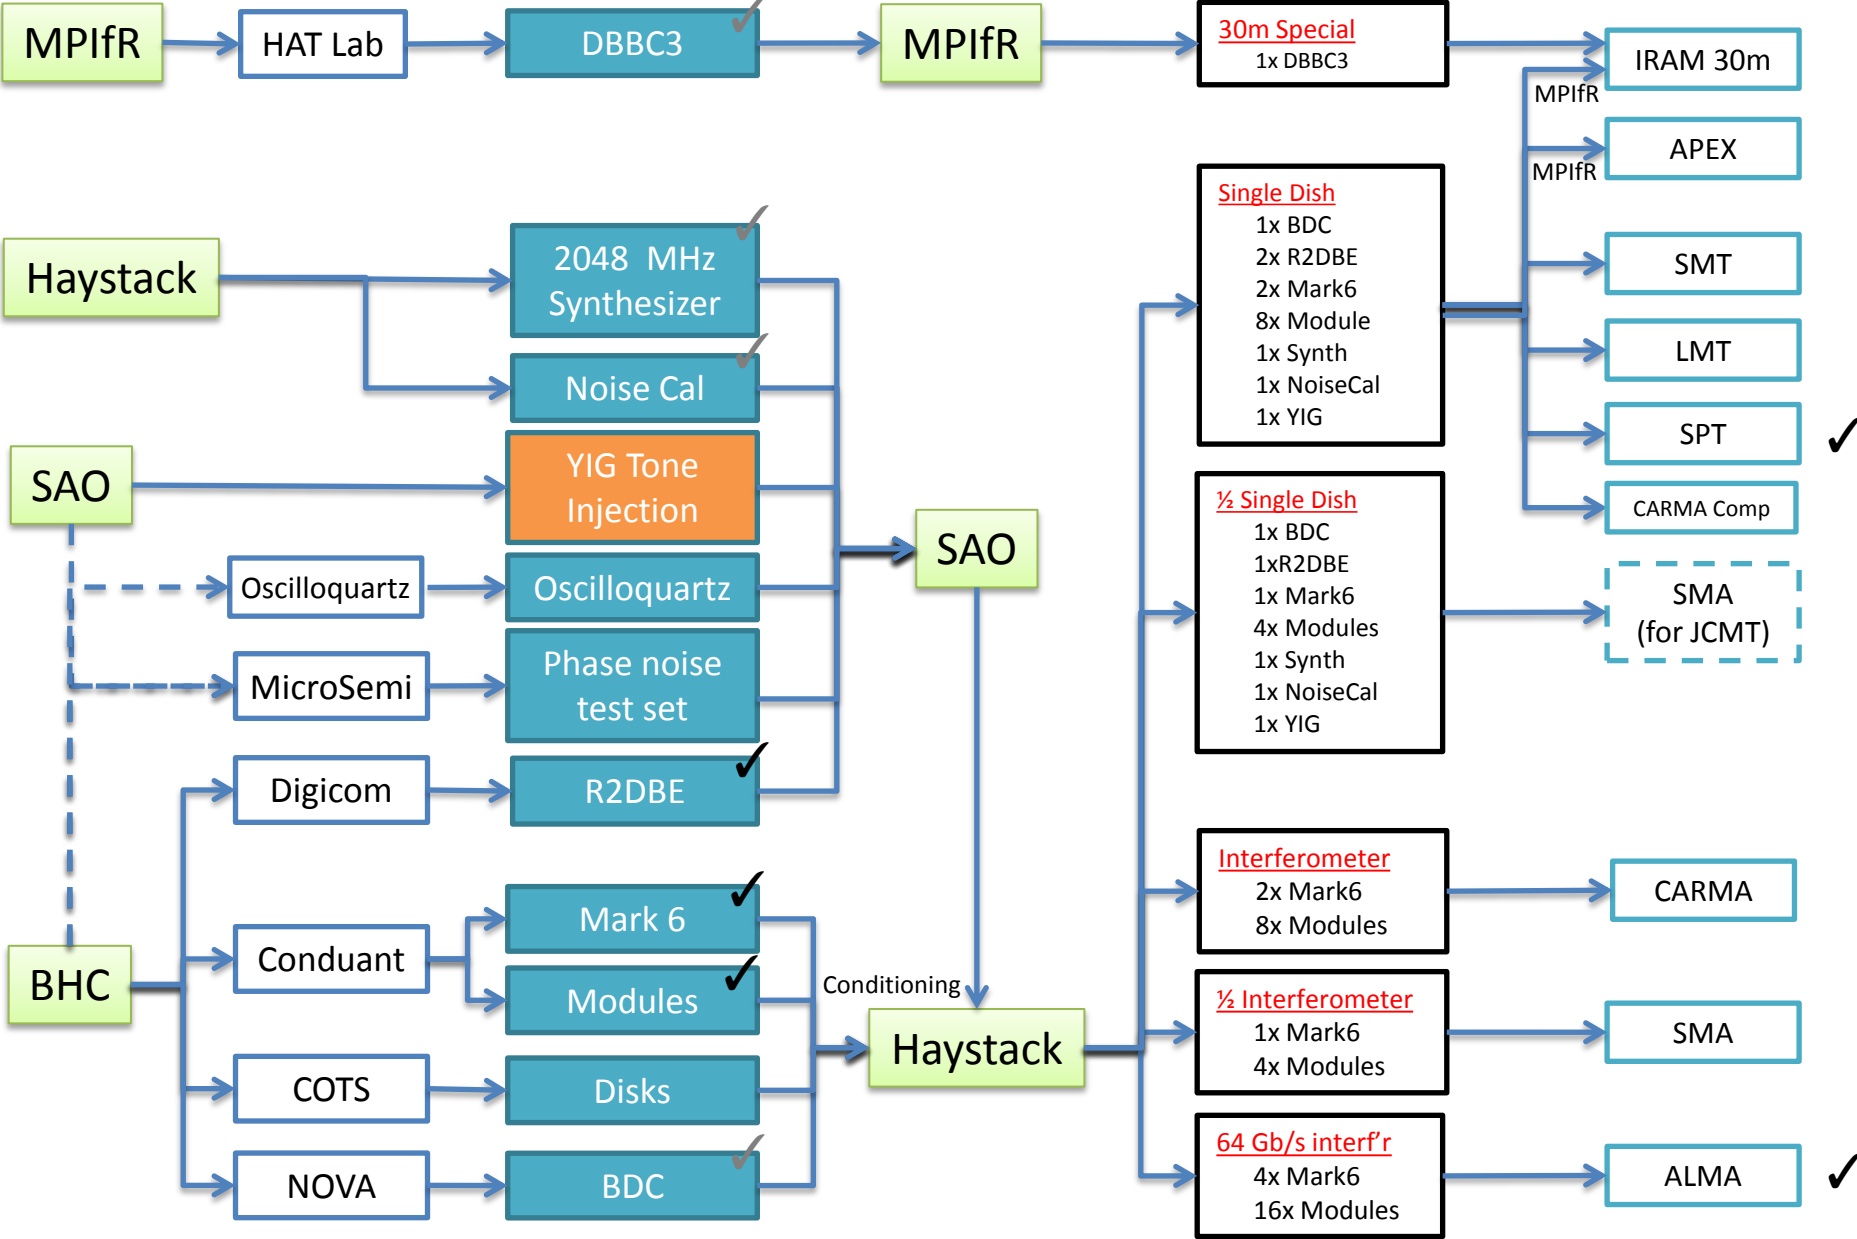 MPIfR
HAT Lab
DBBC3
MPIfR
30m Special
1x DBBC3
IRAM 30m
MPIfR
APEX
MPIfR
Haystack
2048 MHz
Synthesizer
Noise Cal
SAO
YIG Tone
Injection
Oscilloquartz
Oscilloquartz
MicroSemi
Phase noise
test set
Digicom
R2DBE
SAO
BHC
Conduant
Mark 6
Modules
COTS
Disks
NOVA
BDC
Conditioning
Haystack
Single Dish
1x BDC
2x R2DBE
2x Mark6
8x Module
1x Synth
1x NoiseCal
1x YIG
SMT
LMT
SPT ✓
CARMA Comp
½ Single Dish
1x BDC
1xR2DBE
1x Mark6
4x Modules
1x Synth
1x NoiseCal
1x YIG
SMA
(for JCMT)
Interferometer
2x Mark6
8x Modules
CARMA
½ Interferometer
1x Mark6
4x Modules
SMA
64 Gb/s interf’r
4x Mark6
16x Modules
ALMA ✓